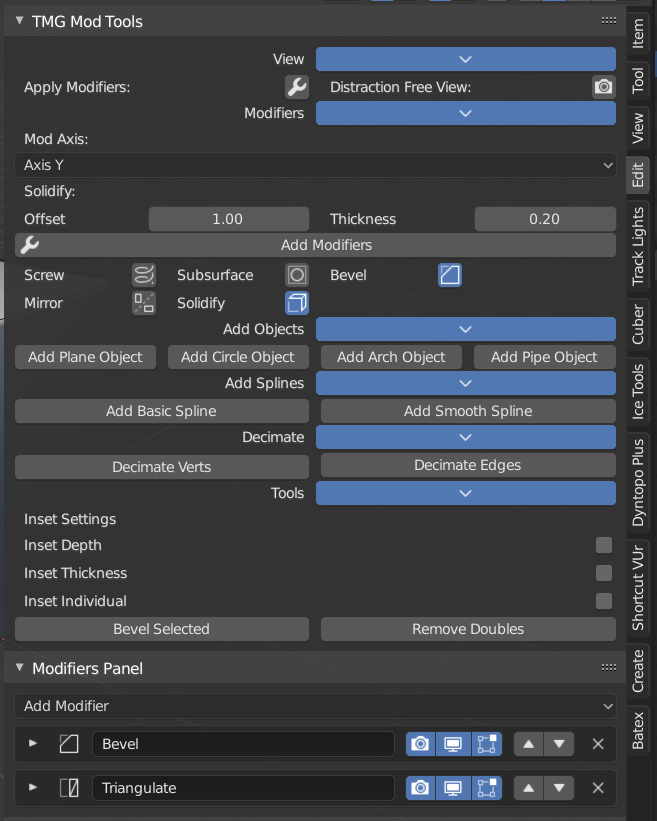 TMG Mod Tools
View
Apply Modifiers:
Distraction Free View:
Modifiers
Mod Axis:
Axis Y
Solidify:
Offset 1.00 Thickness 0.20
Add Modifiers
Screw Subsurface Bevel
Mirror Solidify
Add Objects
Add Plane Object Add Circle Object Add Arch Object Add Pipe Object
Add Splines
Add Basic Spline Add Smooth Spline
Decimate
Decimate Verts Decimate Edges
Tools
Inset Settings
Inset Depth
Inset Thickness
Inset Individual
Bevel Selected Remove Doubles
Modifiers Panel
Add Modifier
Bevel
Triangulate
Item
Tool
View
Edit
Track Lights
Cuber
Ice Tools
Dyntopo Plus
Shortcut VUr
Create
Batex